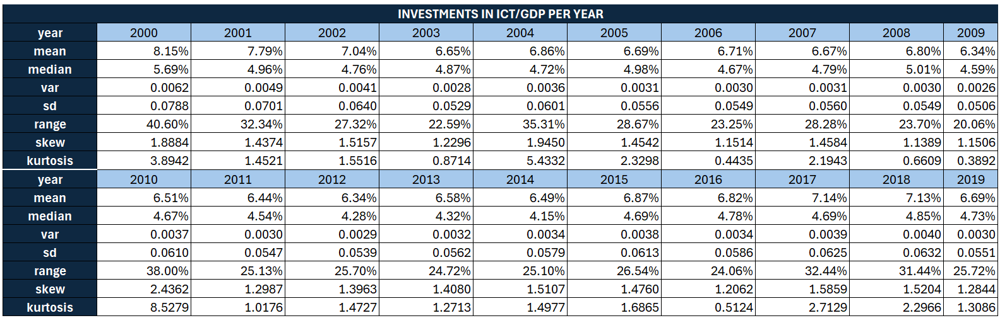 INVESTMENTS IN ICT/GDP PER YEAR
year 2000 2001 2002 2003 2004 2005 2006 2007 2008 2009
mean 8.15% 7.79% 7.04% 6.65% 6.86% 6.69% 6.71% 6.67% 6.80% 6.34%
median 5.69% 4.96% 4.76% 4.87% 4.72% 4.98% 4.67% 4.79% 5.01% 4.59%
var 0.0062 0.0049 0.0041 0.0028 0.0036 0.0031 0.0030 0.0031 0.0030 0.0026
sd 0.0788 0.0701 0.0640 0.0529 0.0601 0.0556 0.0549 0.0560 0.0549 0.0506
range 40.60% 32.34% 27.32% 22.59% 35.31% 28.67% 23.25% 28.28% 23.70% 20.06%
skew 1.8884 1.4374 1.5157 1.2296 1.9450 1.4542 1.1514 1.4584 1.1389 1.1506
kurtosis 3.8942 1.4521 1.5516 0.8714 5.4332 2.3298 0.4435 2.1943 0.6609 0.3892
year 2010 2011 2012 2013 2014 2015 2016 2017 2018 2019
mean 6.51% 6.44% 6.34% 6.58% 6.49% 6.87% 6.82% 7.14% 7.13% 6.69%
median 4.67% 4.54% 4.28% 4.32% 4.15% 4.69% 4.78% 4.69% 4.85% 4.73%
var 0.0037 0.0030 0.0029 0.0032 0.0034 0.0038 0.0034 0.0039 0.0040 0.0030
sd 0.0610 0.0547 0.0539 0.0562 0.0579 0.0613 0.0586 0.0625 0.0632 0.0551
range 38.00% 25.13% 25.70% 24.72% 25.10% 26.54% 24.06% 32.44% 31.44% 25.72%
skew 2.4362 1.2987 1.3963 1.4080 1.5107 1.4760 1.2062 1.5859 1.5204 1.2844
kurtosis 8.5279 1.0176 1.4727 1.2713 1.4977 1.6865 0.5124 2.7129 2.2966 1.3086